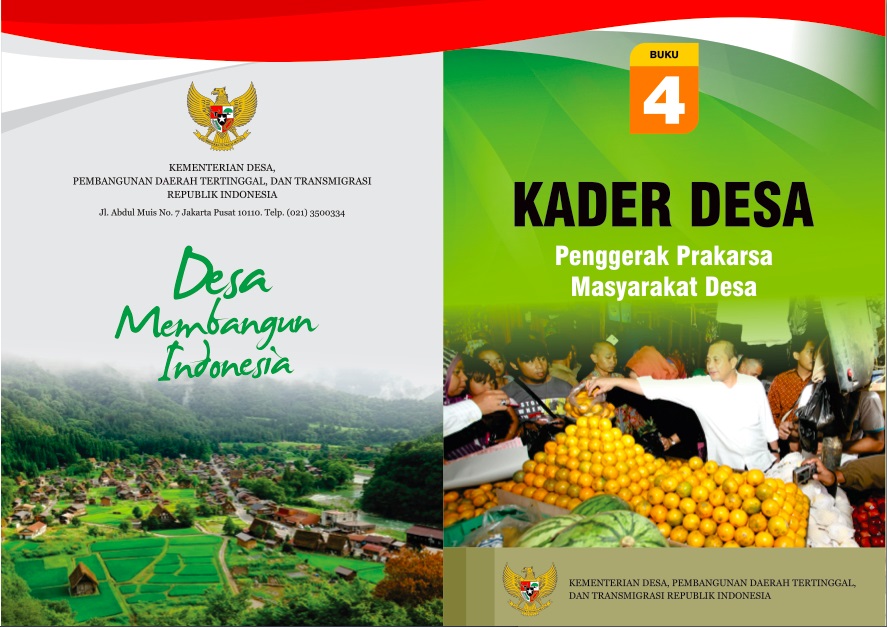 KEMENTERIAN DESA,
PEMBANGUNAN DAERAH TERTINGGAL, DAN TRANSMIGRASI
REPUBLIK INDONESIA
Jl. Abdul Muis No. 7 Jakarta Pusat 10110. Telp. (021) 3500334
Desa
Membangun
Indonesia
BUKU
4
KADER DESA
Penggerak Prakarsa
Masyarakat Desa
KEMENTERIAN DESA, PEMBANGUNAN DAERAH TERTINGGAL,
DAN TRANSMIGRASI REPUBLIK INDONESIA